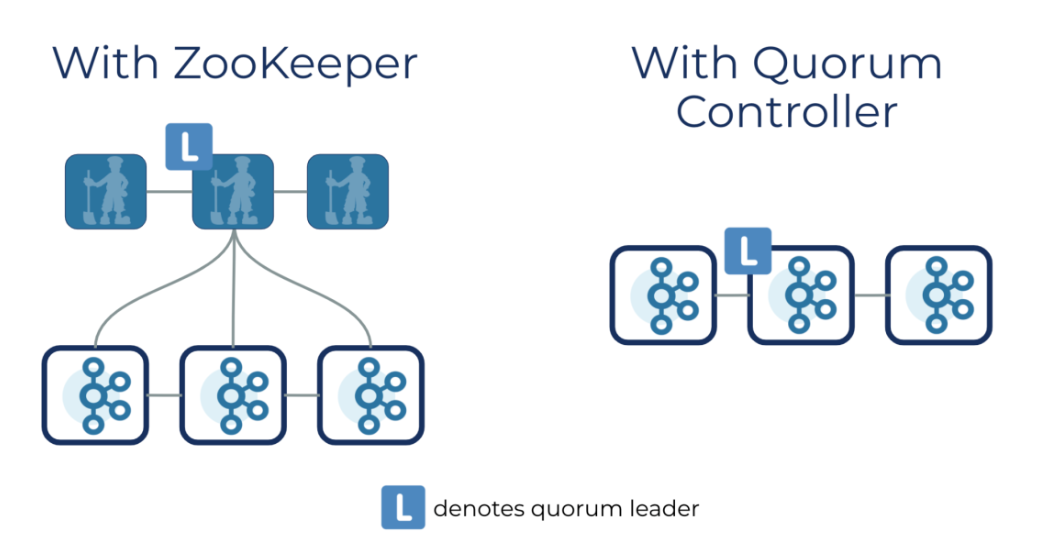 With ZooKeeper
With Quorum
Controller
L
L
L denotes quorum leader